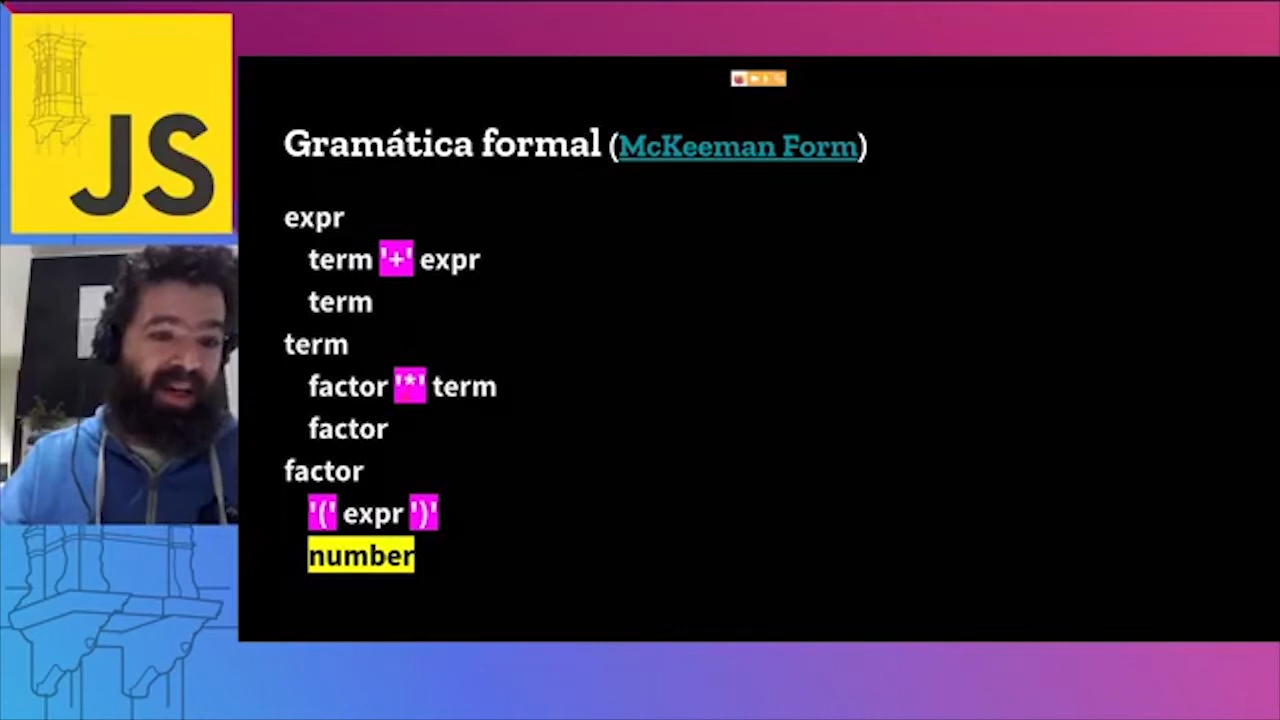 JS
Gramática formal (McKeeman Form)
expr
term '+' expr
term
term
factor '*' term
factor
factor
'(' expr ')'
number